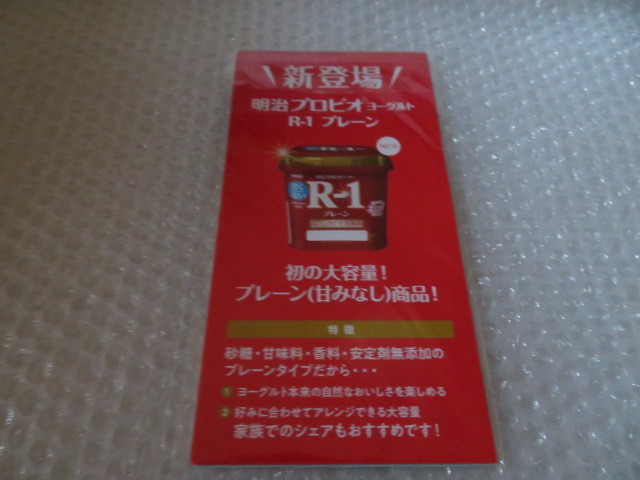 新登場
明治プロビオヨーグルト
R-1 プレーン
NEW
R-1
プレーン
初の大容量!
プレーン(甘みなし)商品!
特徴
砂糖・甘味料・香料・安定剤無添加の
プレーンタイプだから・・・
1 ヨーグルト本来の自然なおいしさを楽しめる
2 好みに合わせてアレンジできる大容量
家族でのシェアもおすすめです!